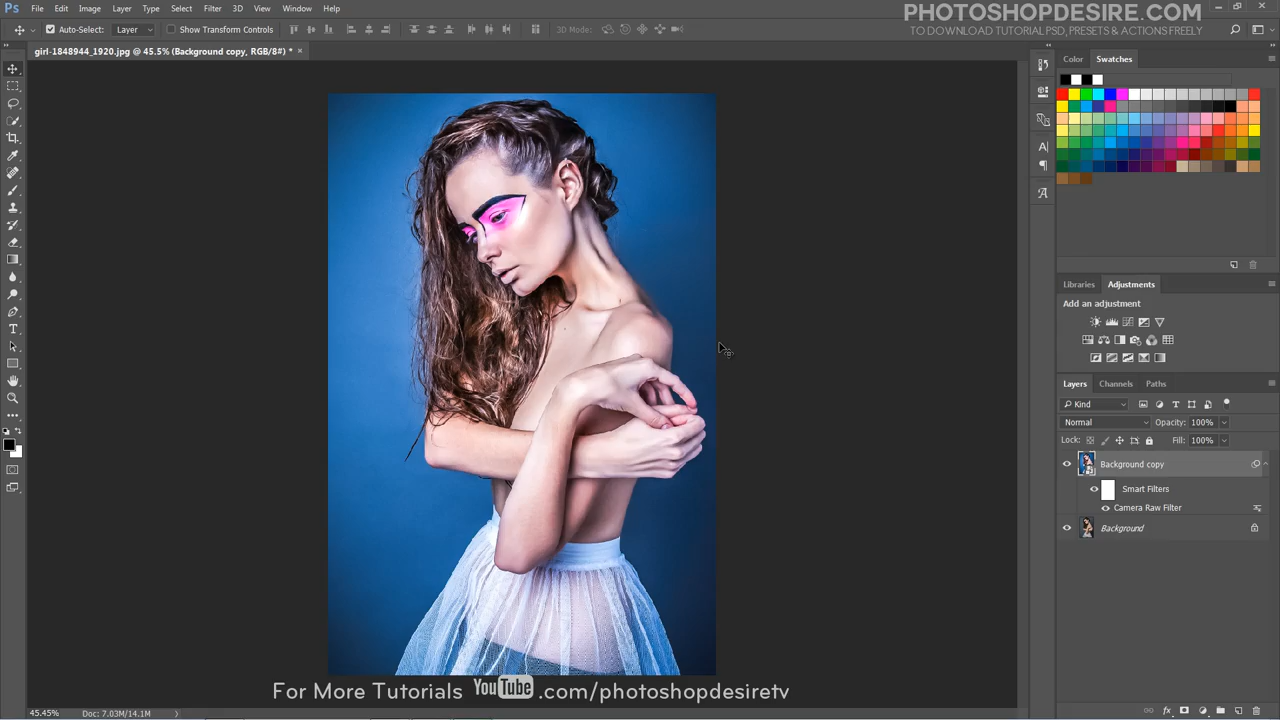 Ps File Edit Image Layer Type Select Filter 3D View Window Help
PHOTOSHOPDESIRE.COM
TO DOWNLOAD TUTORIAL PSD, PRESETS & ACTIONS FREELY
Auto-Select: Layer Show Transform Controls 3D Mode:
girl-1848944_1920.jpg @ 45.5% (Background copy, RGB/8#) * ×
Color Swatches
Libraries Adjustments
Add an adjustment
Layers Channels Paths
Kind
Normal Opacity: 100%
Lock: Fill: 100%
Background copy
Smart Filters
Camera Raw Filter
Background
For More Tutorials YouTube .com/photoshopdesiretv
45.45% Doc: 7.03M/14.1M